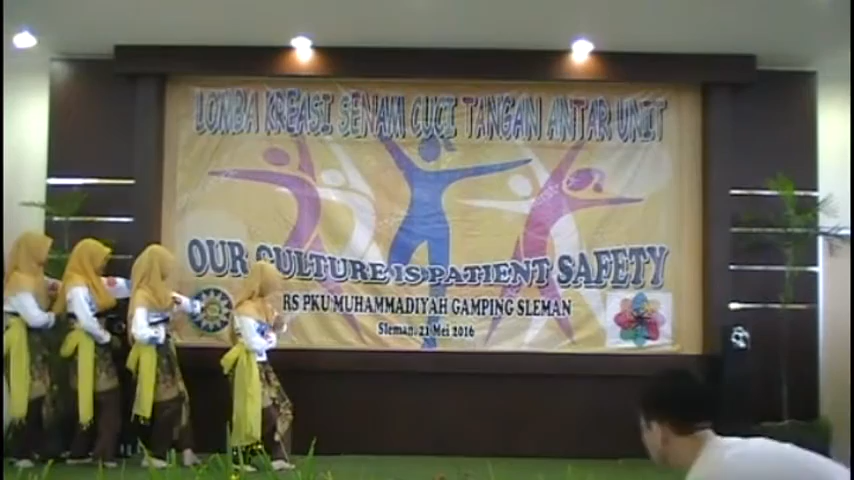 LOMBA KREASI SENAM CUCI TANGAN ANTAR UNIT
OUR CULTURE IS PATIENT SAFETY
RS PKU MUHAMMADIYAH GAMPING SLEMAN
Sleman, 21 Mei 2016